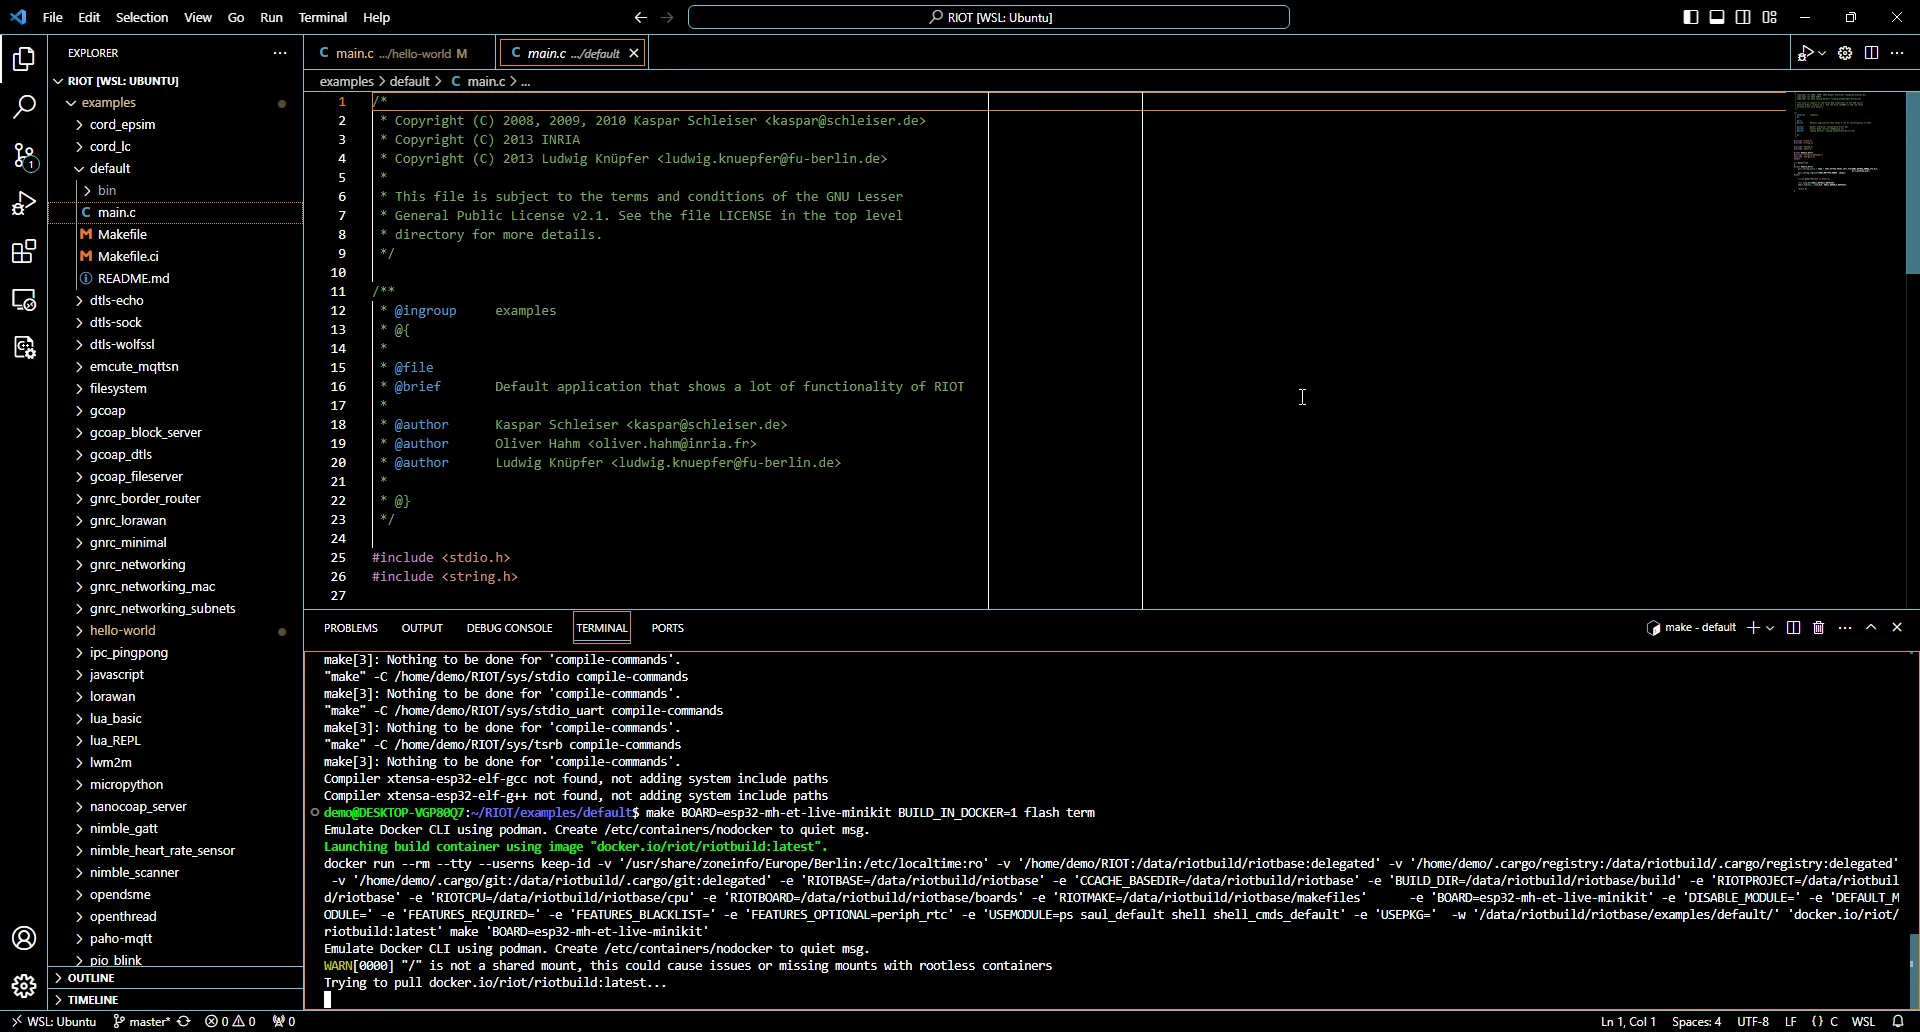 File Edit Selection View Go Run Terminal Help
RIOT [WSL: Ubuntu]
EXPLORER
RIOT [WSL: UBUNTU]
examples
cord_epsim
cord_lc
default
bin
C main.c
M Makefile
M Makefile.ci
README.md
dtls-echo
dtls-sock
dtls-wolfssl
emcute_mqttsn
filesystem
gcoap
gcoap_block_server
gcoap_dtls
gcoap_fileserver
gnrc_border_router
gnrc_lorawan
gnrc_minimal
gnrc_networking
gnrc_networking_mac
gnrc_networking_subnets
hello-world
ipc_pingpong
javascript
lorawan
lua_basic
lua_REPL
lwm2m
micropython
nanocoap_server
nimble_gatt
nimble_heart_rate_sensor
nimble_scanner
opendsme
openthread
paho-mqtt
pio_blink
OUTLINE
TIMELINE
1
C main.c .../hello-world M
C main.c .../default
examples > default > C main.c > ...
1 /*
2 * Copyright (C) 2008, 2009, 2010 Kaspar Schleiser <kaspar@schleiser.de>
3 * Copyright (C) 2013 INRIA
4 * Copyright (C) 2013 Ludwig Knüpfer <ludwig.knuepfer@fu-berlin.de>
5 *
6 * This file is subject to the terms and conditions of the GNU Lesser
7 * General Public License v2.1. See the file LICENSE in the top level
8 * directory for more details.
9 */
10
11 /**
12 * @ingroup examples
13 * @{
14 *
15 * @file
16 * @brief Default application that shows a lot of functionality of RIOT
17 *
18 * @author Kaspar Schleiser <kaspar@schleiser.de>
19 * @author Oliver Hahm <oliver.hahm@inria.fr>
20 * @author Ludwig Knüpfer <ludwig.knuepfer@fu-berlin.de>
21 *
22 * @}
23 */
24
25 #include <stdio.h>
26 #include <string.h>
27
PROBLEMS OUTPUT DEBUG CONSOLE TERMINAL PORTS
make - default
make[3]: Nothing to be done for 'compile-commands'.
"make" -C /home/demo/RIOT/sys/stdio compile-commands
make[3]: Nothing to be done for 'compile-commands'.
"make" -C /home/demo/RIOT/sys/stdio_uart compile-commands
make[3]: Nothing to be done for 'compile-commands'.
"make" -C /home/demo/RIOT/sys/tsrb compile-commands
make[3]: Nothing to be done for 'compile-commands'.
Compiler xtensa-esp32-elf-gcc not found, not adding system include paths
Compiler xtensa-esp32-elf-g++ not found, not adding system include paths
demo@DESKTOP-VGP80Q7:~/RIOT/examples/default$ make BOARD=esp32-mh-et-live-minikit BUILD_IN_DOCKER=1 flash term
Emulate Docker CLI using podman. Create /etc/containers/nodocker to quiet msg.
Launching build container using image "docker.io/riot/riotbuild:latest".
docker run --rm --tty --userns keep-id -v '/usr/share/zoneinfo/Europe/Berlin:/etc/localtime:ro' -v '/home/demo/RIOT:/data/riotbuild/riotbase:delegated' -v '/home/demo/.cargo/registry:/data/riotbuild/.cargo/registry:delegated'
-v '/home/demo/.cargo/git:/data/riotbuild/.cargo/git:delegated' -e 'RIOTBASE=/data/riotbuild/riotbase' -e 'CCACHE_BASEDIR=/data/riotbuild/riotbase' -e 'BUILD_DIR=/data/riotbuild/riotbase/build' -e 'RIOTPROJECT=/data/riotbuil
d/riotbase' -e 'RIOTCPU=/data/riotbuild/riotbase/cpu' -e 'RIOTBOARD=/data/riotbuild/riotbase/boards' -e 'RIOTMAKE=/data/riotbuild/riotbase/makefiles' -e 'BOARD=esp32-mh-et-live-minikit' -e 'DISABLE_MODULE=' -e 'DEFAULT_M
ODULE=' -e 'FEATURES_REQUIRED=' -e 'FEATURES_BLACKLIST=' -e 'FEATURES_OPTIONAL=periph_rtc' -e 'USEMODULE=ps saul_default shell shell_cmds_default' -e 'USEPKG=' -w '/data/riotbuild/riotbase/examples/default/' 'docker.io/riot/
riotbuild:latest' make 'BOARD=esp32-mh-et-live-minikit'
Emulate Docker CLI using podman. Create /etc/containers/nodocker to quiet msg.
WARN[0000] "/" is not a shared mount, this could cause issues or missing mounts with rootless containers
Trying to pull docker.io/riot/riotbuild:latest...
WSL: Ubuntu master* 0 0 0
Ln 1, Col 1 Spaces: 4 UTF-8 LF {} C WSL